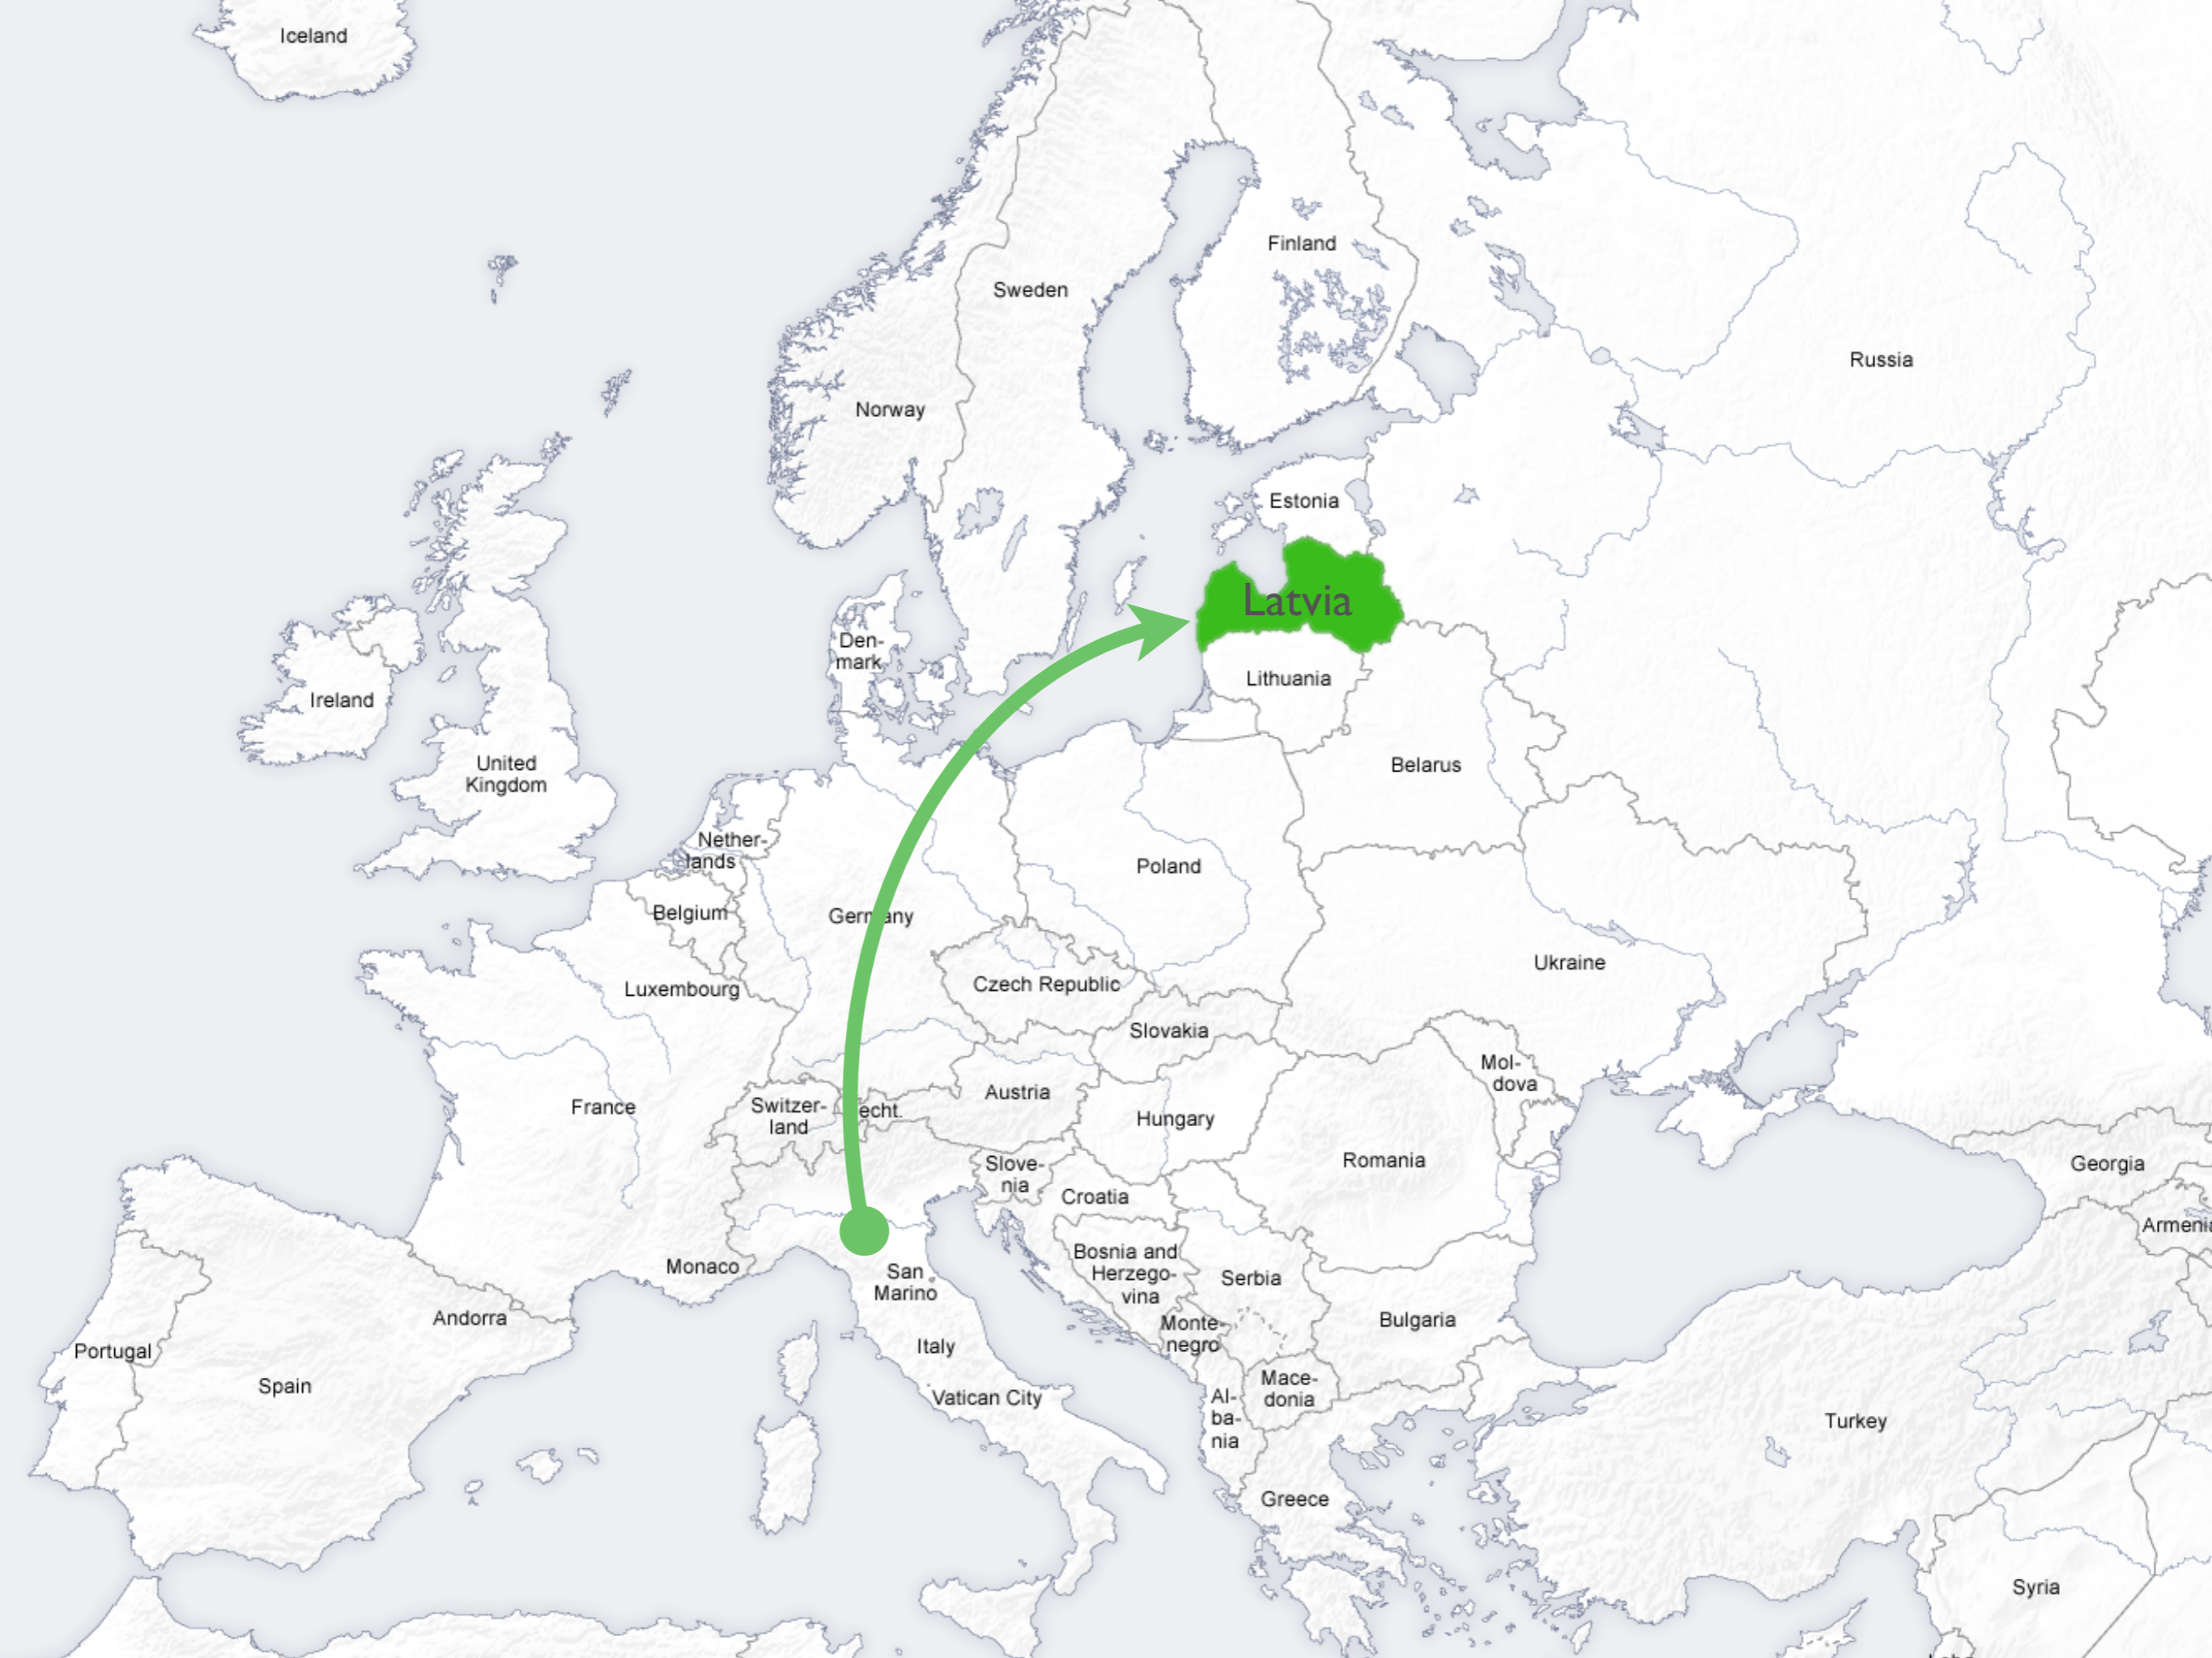 Iceland
Finland
Sweden
Russia
Norway
Estonia
Latvia
Den-
mark
Lithuania
Ireland
United
Kingdom
Belarus
Nether-
lands
Poland
Belgium
Germany
Ukraine
Czech Republic
Luxembourg
Slovakia
Mol-
dova
Austria
France
Switzer-
land
echt.
Hungary
Romania
Georgia
Slove-
nia
Croatia
Armenia
Bosnia and
Herzego-
vina
Monaco
San
Marino
Serbia
Andorra
Bulgaria
Monte-
negro
Portugal
Italy
Spain
Mace-
donia
Vatican City
Al-
ba-
nia
Turkey
Greece
Syria